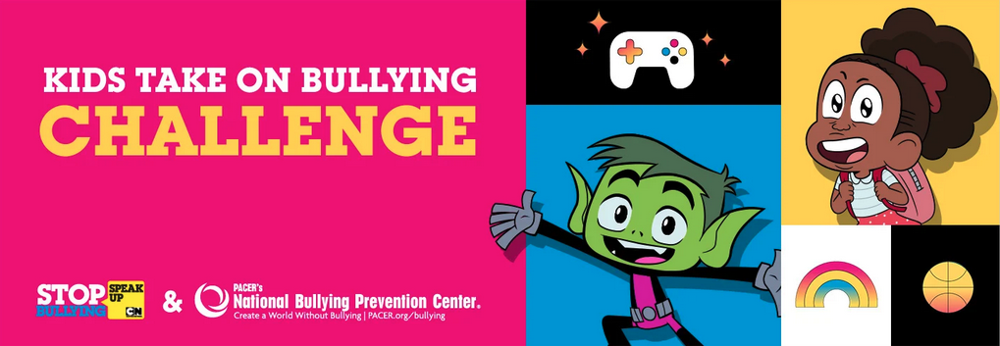 KIDS TAKE ON BULLYING
CHALLENGE
STOP
BULLYING
SPEAK
UP
CN
&
PACER's
National Bullying Prevention Center.
Create a World Without Bullying | PACER.org/bullying